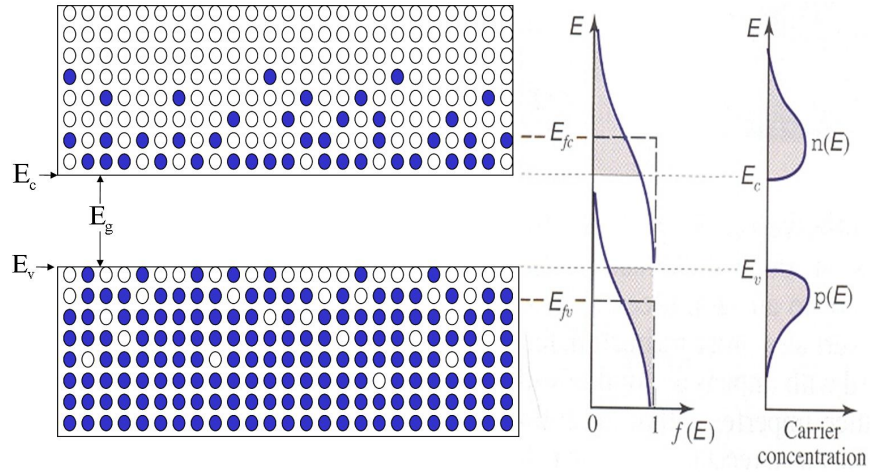 E
E
E_fc
n(E)
E_c
E_c
E_g
E_v
E_v
E_fv
p(E)
0
1
f(E)
Carrier
concentration